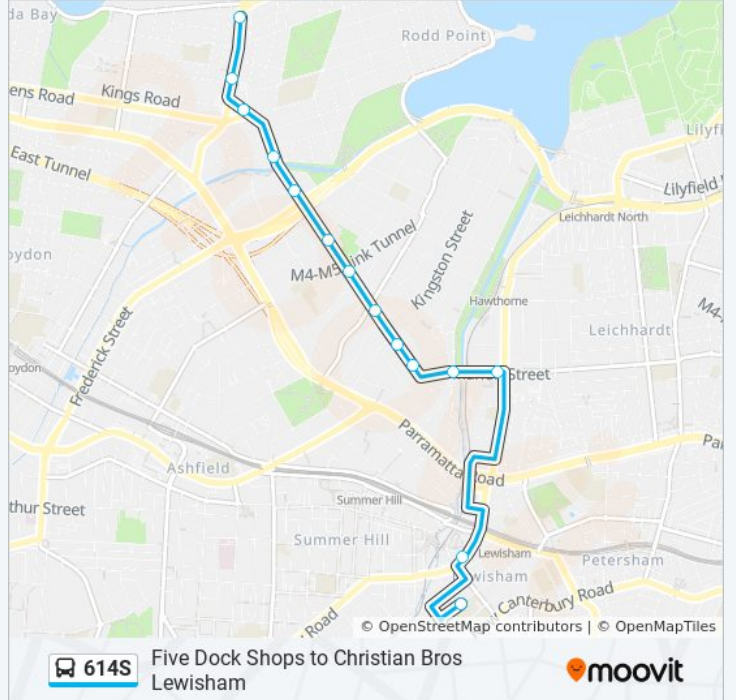 da Bay
Rodd Point
ens Road
Kings Road
Lilyfi
East Tunnel
Lilyfield
Leichhardt North
oydon
M4-M5 Link Tunnel
Kingston Street
Hawthorne
M4-
Leichhardt
Frederick Street
oydon
Street
Parramatta Road
Pa
Ashfield
Summer Hill
thur Street
Summer Hill
Lewisham
Petersham
wisham
Canterbury Road
Road
© OpenStreetMap contributors | © OpenMapTiles
614S
Five Dock Shops to Christian Bros
Lewisham
moovit